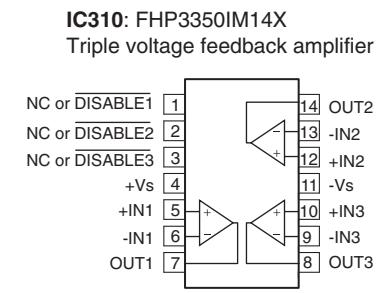 IC310: FHP3350IM14X
Triple voltage feedback amplifier
NC or DISABLE1 1 14 OUT2
NC or DISABLE2 2 - 13 -IN2
NC or DISABLE3 3 + 12 +IN2
+Vs 4 11 -Vs
+IN1 5 + + 10 +IN3
-IN1 6 - - 9 -IN3
OUT1 7 8 OUT3